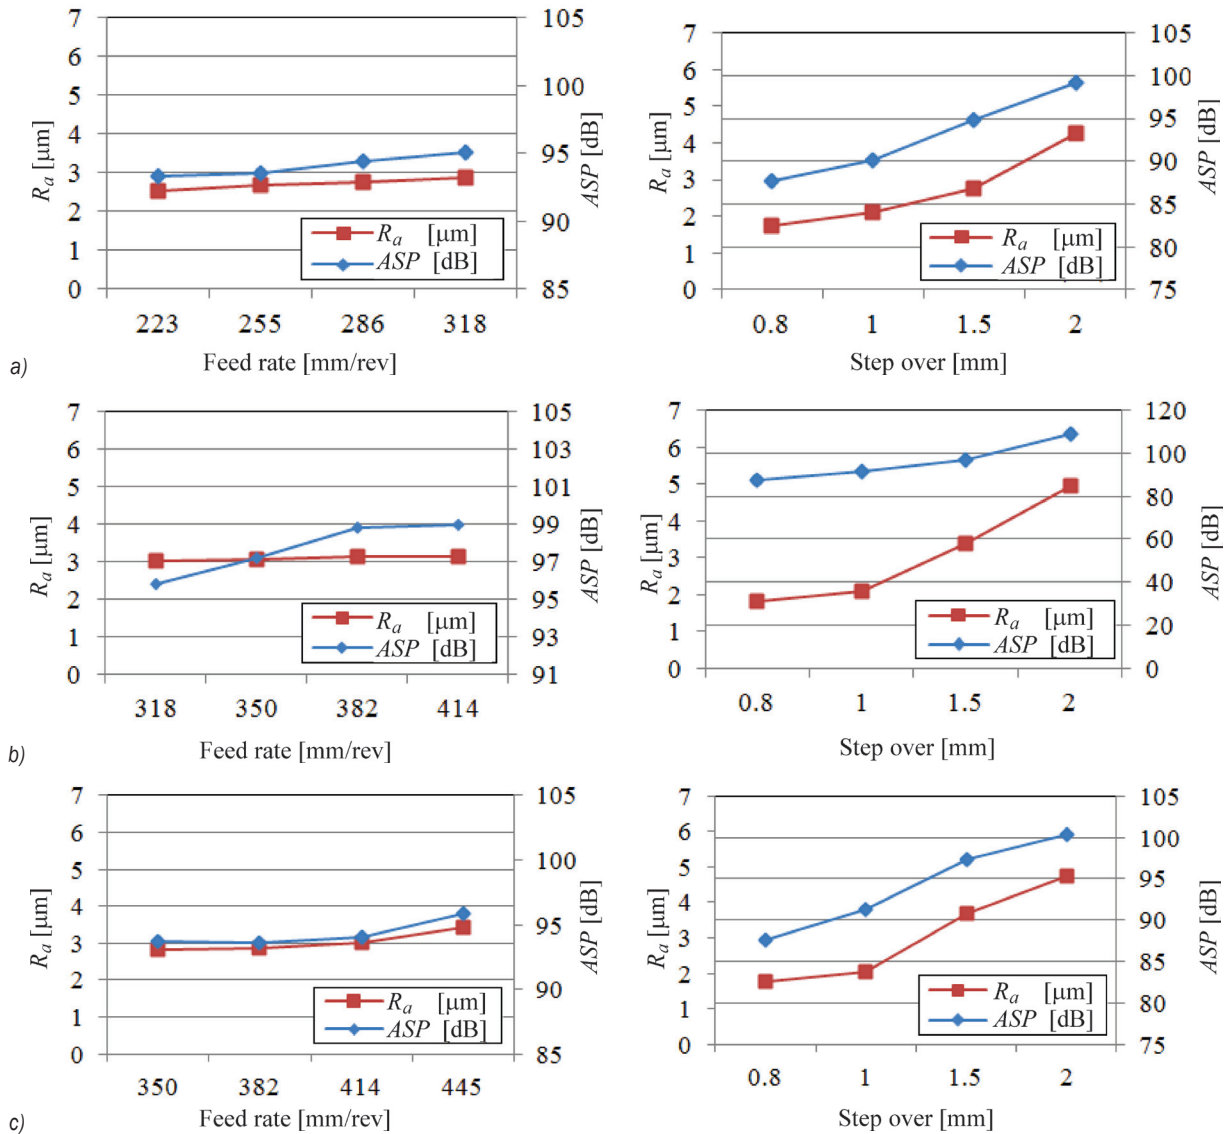 7
6
5
4
3
2
1
0
Ra [μm]
105
100
95
90
85
ASP [dB]
Ra [μm]
ASP [dB]
223 255 286 318
Feed rate [mm/rev]
7
6
5
4
3
2
1
0
Ra [μm]
105
100
95
90
85
80
75
ASP [dB]
Ra [μm]
ASP [dB]
0.8 1 1.5 2
Step over [mm]
a)
7
6
5
4
3
2
1
0
Ra [μm]
105
103
101
99
97
95
93
91
ASP [dB]
Ra [μm]
ASP [dB]
318 350 382 414
Feed rate [mm/rev]
7
6
5
4
3
2
1
0
Ra [μm]
120
100
80
60
40
20
0
ASP [dB]
Ra [μm]
ASP [dB]
0.8 1 1.5 2
Step over [mm]
b)
7
6
5
4
3
2
1
0
Ra [μm]
105
100
95
90
85
ASP [dB]
Ra [μm]
ASP [dB]
350 382 414 445
Feed rate [mm/rev]
7
6
5
4
3
2
1
0
Ra [μm]
105
100
95
90
85
80
75
ASP [dB]
Ra [μm]
ASP [dB]
0.8 1 1.5 2
Step over [mm]
c)